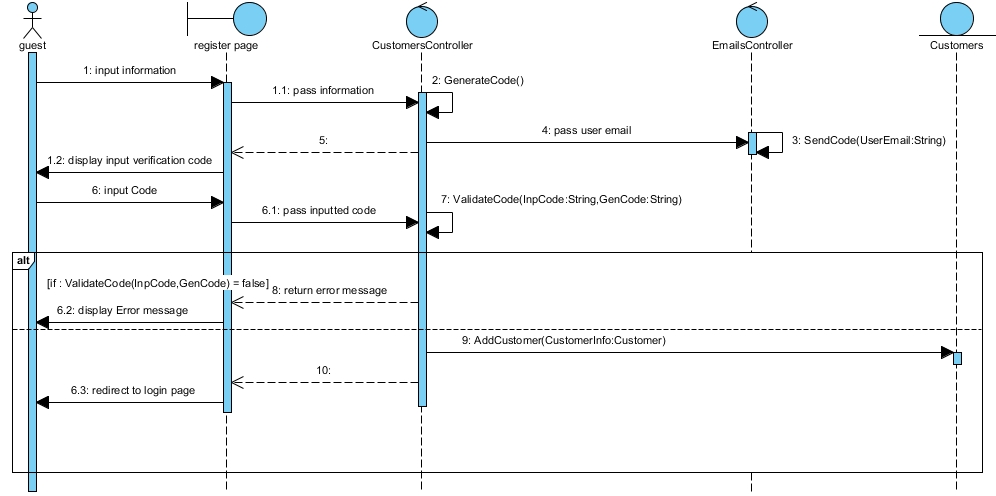 guest
register page
CustomersController
EmailsController
Customers
1: input information
2: GenerateCode()
1.1: pass information
4: pass user email
3: SendCode(UserEmail:String)
5:
1.2: display input verification code
6: input Code
7: ValidateCode(InpCode:String,GenCode:String)
6.1: pass inputted code
alt
[if : ValidateCode(InpCode,GenCode) = false]
8: return error message
6.2: display Error message
9: AddCustomer(CustomerInfo:Customer)
10:
6.3: redirect to login page